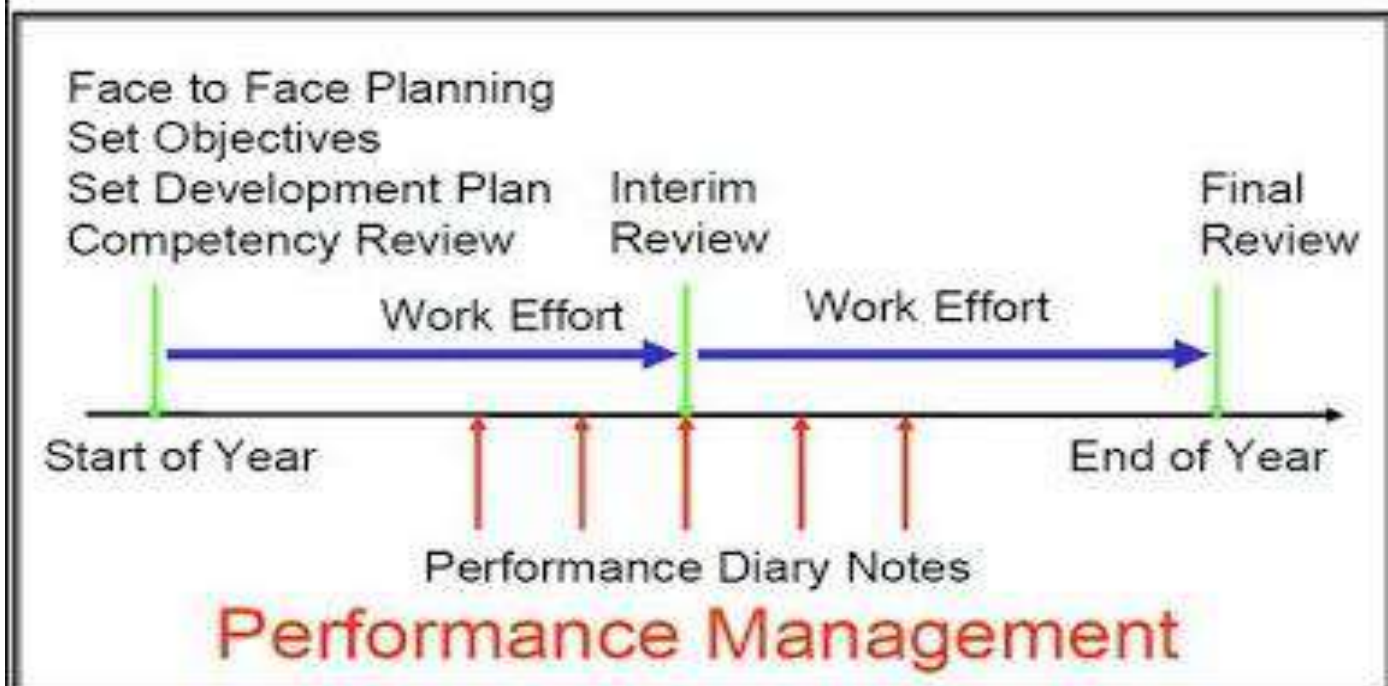 Face to Face Planning
Set Objectives
Set Development Plan
Competency Review
Interim
Review
Final
Review
Work Effort
Work Effort
Start of Year
End of Year
Performance Diary Notes
Performance Management